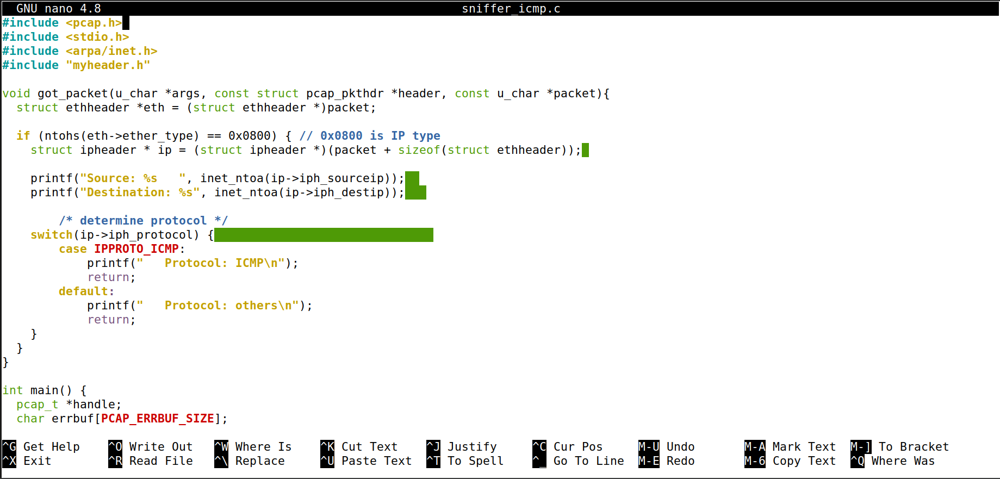 GNU nano 4.8 sniffer_icmp.c
#include <pcap.h>
#include <stdio.h>
#include <arpa/inet.h>
#include "myheader.h"

void got_packet(u_char *args, const struct pcap_pkthdr *header, const u_char *packet){
  struct ethheader *eth = (struct ethheader *)packet;

  if (ntohs(eth->ether_type) == 0x0800) { // 0x0800 is IP type
    struct ipheader * ip = (struct ipheader *)(packet + sizeof(struct ethheader));

    printf("Source: %s   ", inet_ntoa(ip->iph_sourceip));
    printf("Destination: %s", inet_ntoa(ip->iph_destip));

        /* determine protocol */
    switch(ip->iph_protocol) {
        case IPPROTO_ICMP:
            printf("   Protocol: ICMP\n");
            return;
        default:
            printf("   Protocol: others\n");
            return;
    }
  }
}

int main() {
  pcap_t *handle;
  char errbuf[PCAP_ERRBUF_SIZE];

^G Get Help ^O Write Out ^W Where Is ^K Cut Text ^J Justify ^C Cur Pos M-U Undo M-A Mark Text M-] To Bracket
^X Exit ^R Read File ^\ Replace ^U Paste Text ^T To Spell ^_ Go To Line M-E Redo M-6 Copy Text ^Q Where Was